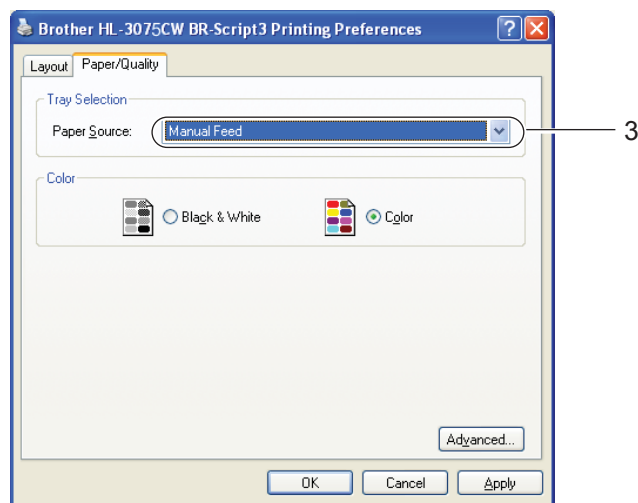 Brother HL-3075CW BR-Script3 Printing Preferences
Layout Paper/Quality
Tray Selection
Paper Source: Manual Feed
3
Color
Black & White Color
Advanced...
OK Cancel Apply